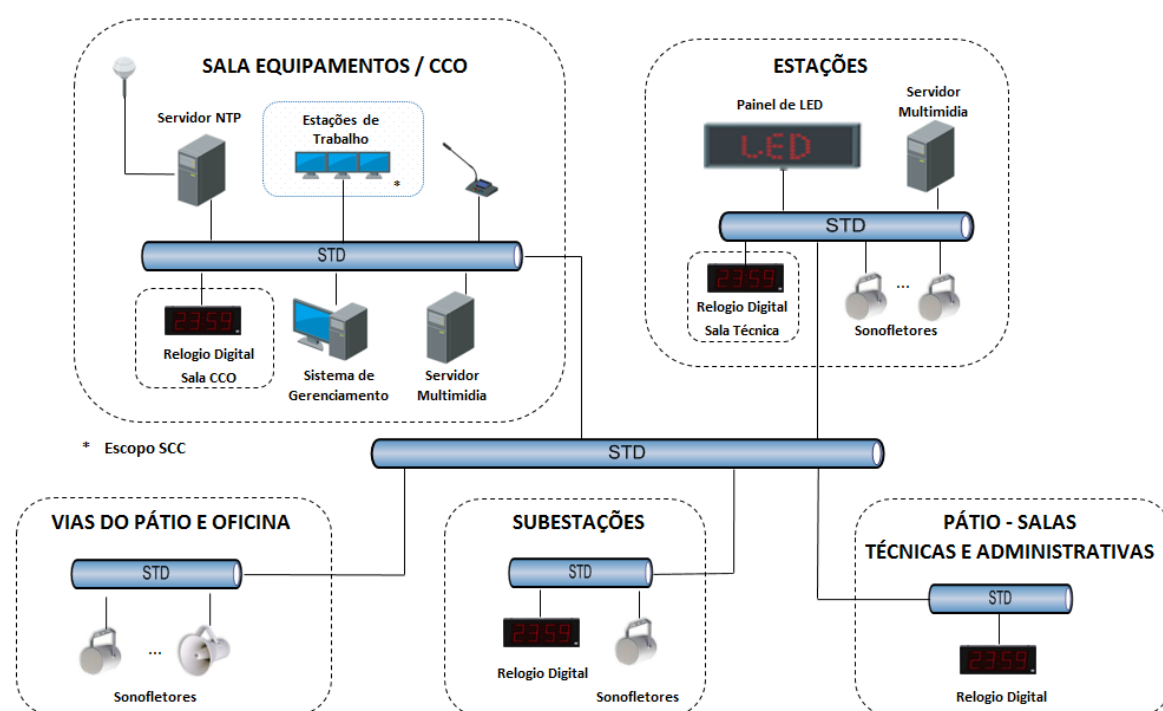 SALA EQUIPAMENTOS / CCO
Servidor NTP
Estações de
Trabalho
*
STD
23:59
Relogio Digital
Sala CCO
Sistema de
Gerenciamento
Servidor
Multimidia
* Escopo SCC
ESTAÇÕES
Painel de LED
LED
Servidor
Multimidia
STD
23:59
Relogio Digital
Sala Técnica
...
Sonofletores
STD
VIAS DO PÁTIO E OFICINA
STD
...
Sonofletores
SUBESTAÇÕES
STD
23:59
Relogio Digital
Sonofletores
PÁTIO - SALAS
TÉCNICAS E ADMINISTRATIVAS
STD
23:59
Relogio Digital